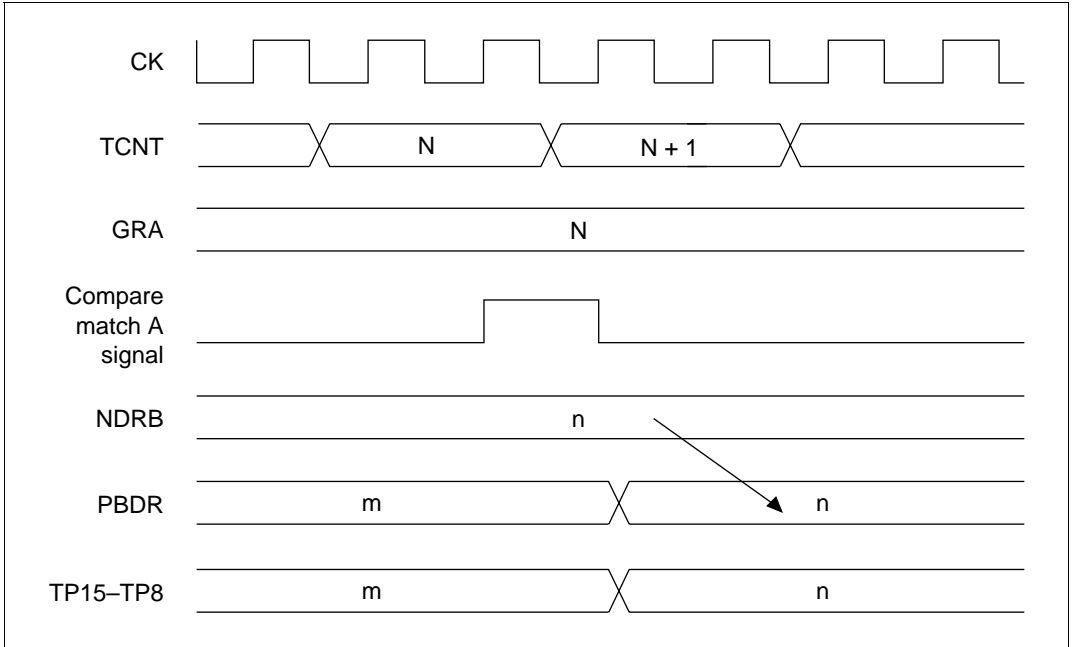 CK
TCNT
N
N + 1
GRA
N
Compare
match A
signal
NDRB
n
PBDR
m
n
TP15–TP8
m
n